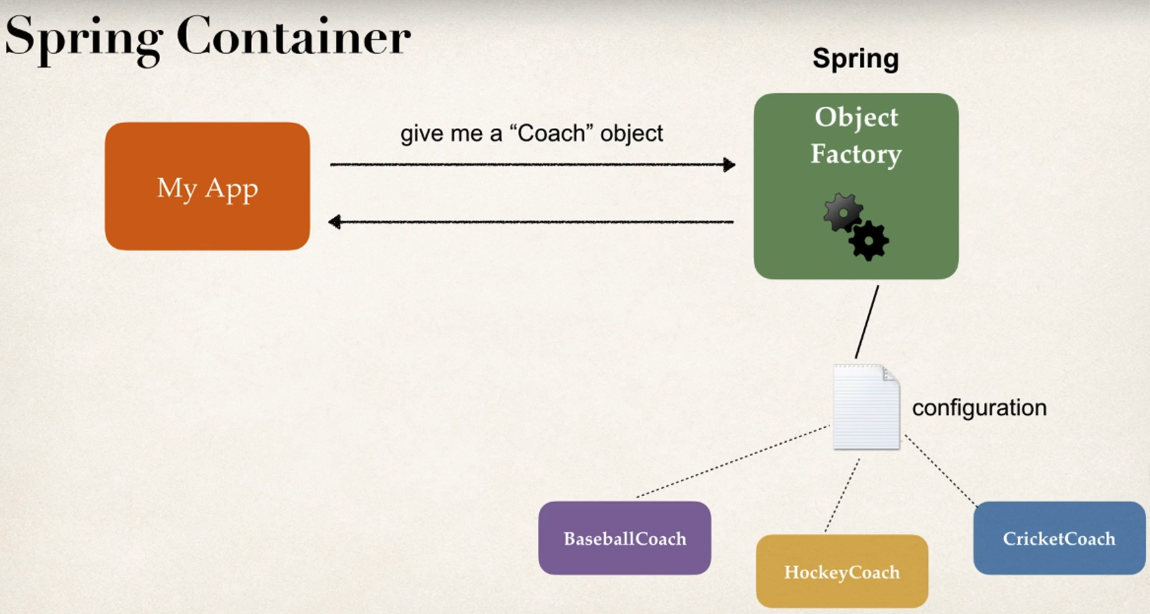 Spring Container
Spring
Object
Factory
give me a “Coach” object
My App
configuration
BaseballCoach
HockeyCoach
CricketCoach